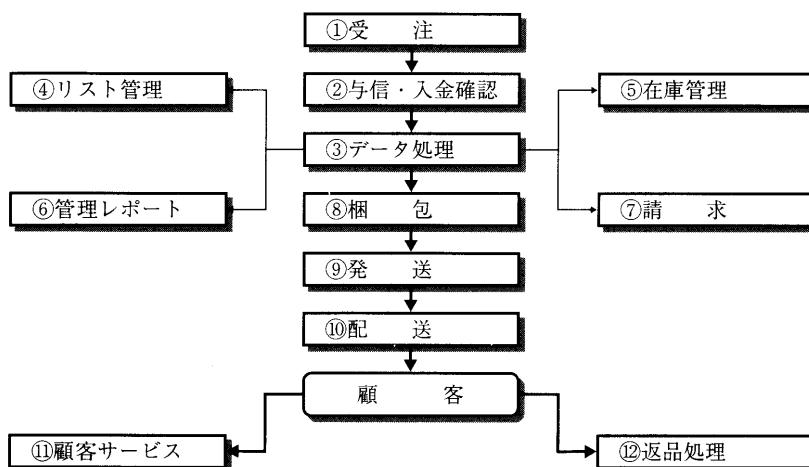 ①受　　注
④リスト管理
②与信・入金確認
⑤在庫管理
③データ処理
⑥管理レポート
⑧梱　　包
⑦請　　求
⑨発　　送
⑩配　　送
顧　　　客
⑪顧客サービス
⑫返品処理